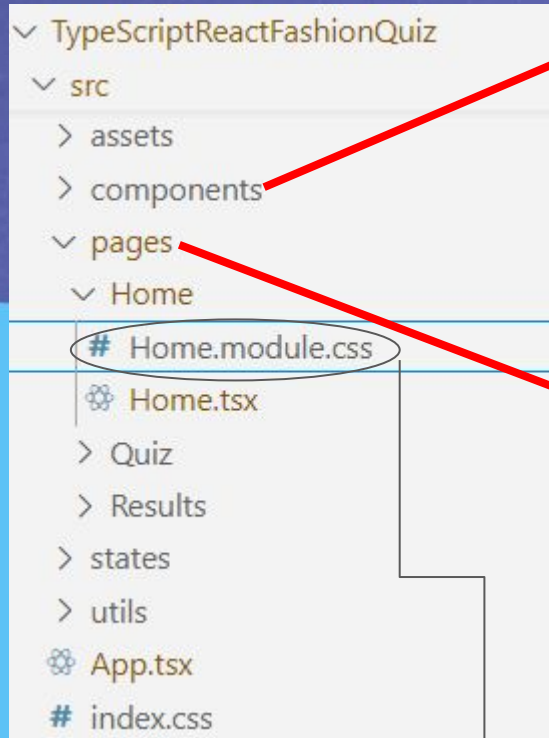 TypeScriptReactFashionQuiz
src
assets
components
pages
Home
# Home.module.css
Home.tsx
Quiz
Results
states
utils
App.tsx
# index.css